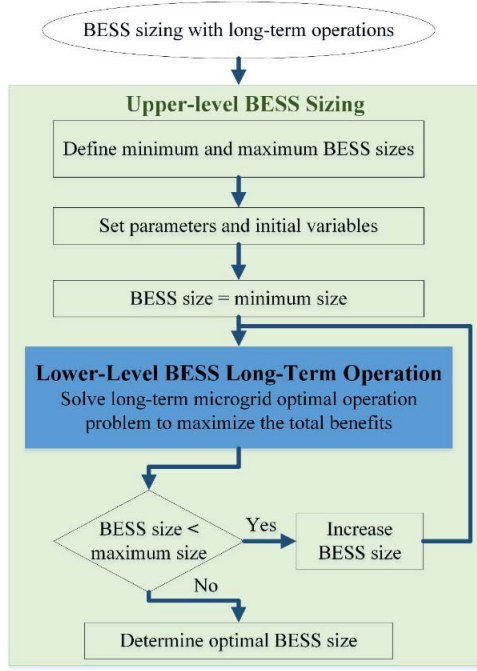 BESS sizing with long-term operations
Upper-level BESS Sizing
Define minimum and maximum BESS sizes
Set parameters and initial variables
BESS size = minimum size
Lower-Level BESS Long-Term Operation
Solve long-term microgrid optimal operation
problem to maximize the total benefits
BESS size <
maximum size
Yes
Increase
BESS size
No
Determine optimal BESS size